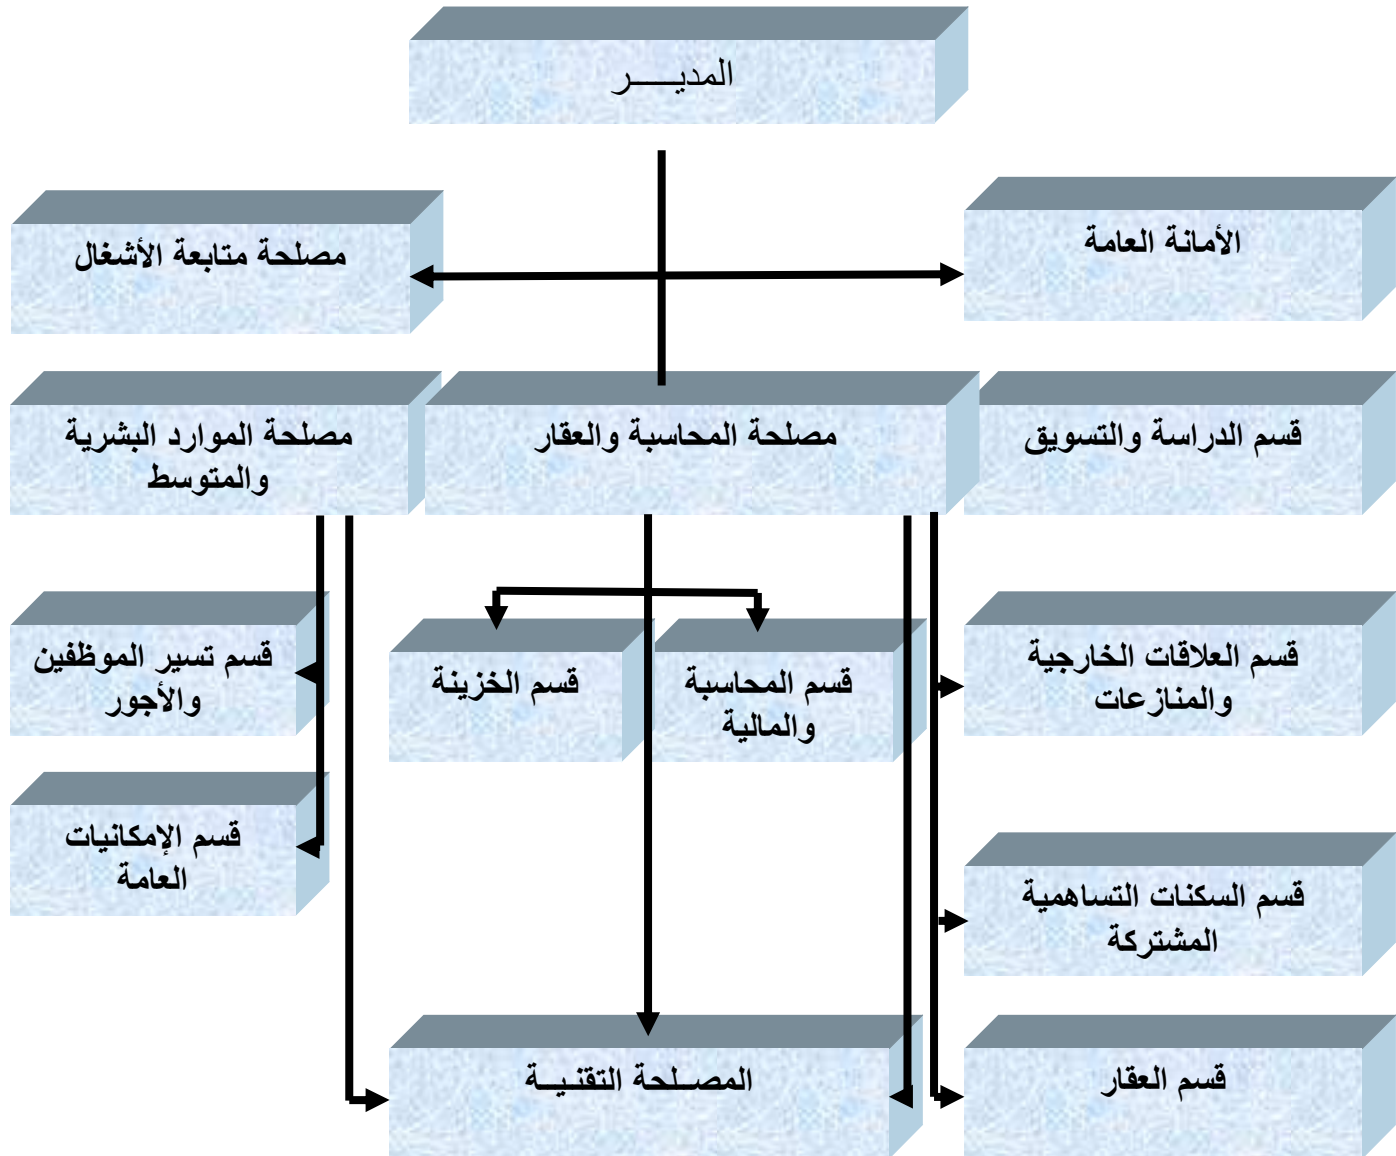 المديـــــر
الأمانة العامة
مصلحة متابعة الأشغال
قسم الدراسة والتسويق
مصلحة المحاسبة والعقار
مصلحة الموارد البشرية
والمتوسط
قسم العلاقات الخارجية
والمنازعات
قسم المحاسبة
والمالية
قسم الخزينة
قسم تسير الموظفين
والأجور
قسم الإمكانيات
العامة
قسم السكنات التساهمية
المشتركة
قسم العقار
المصــلحة التقنـيــة